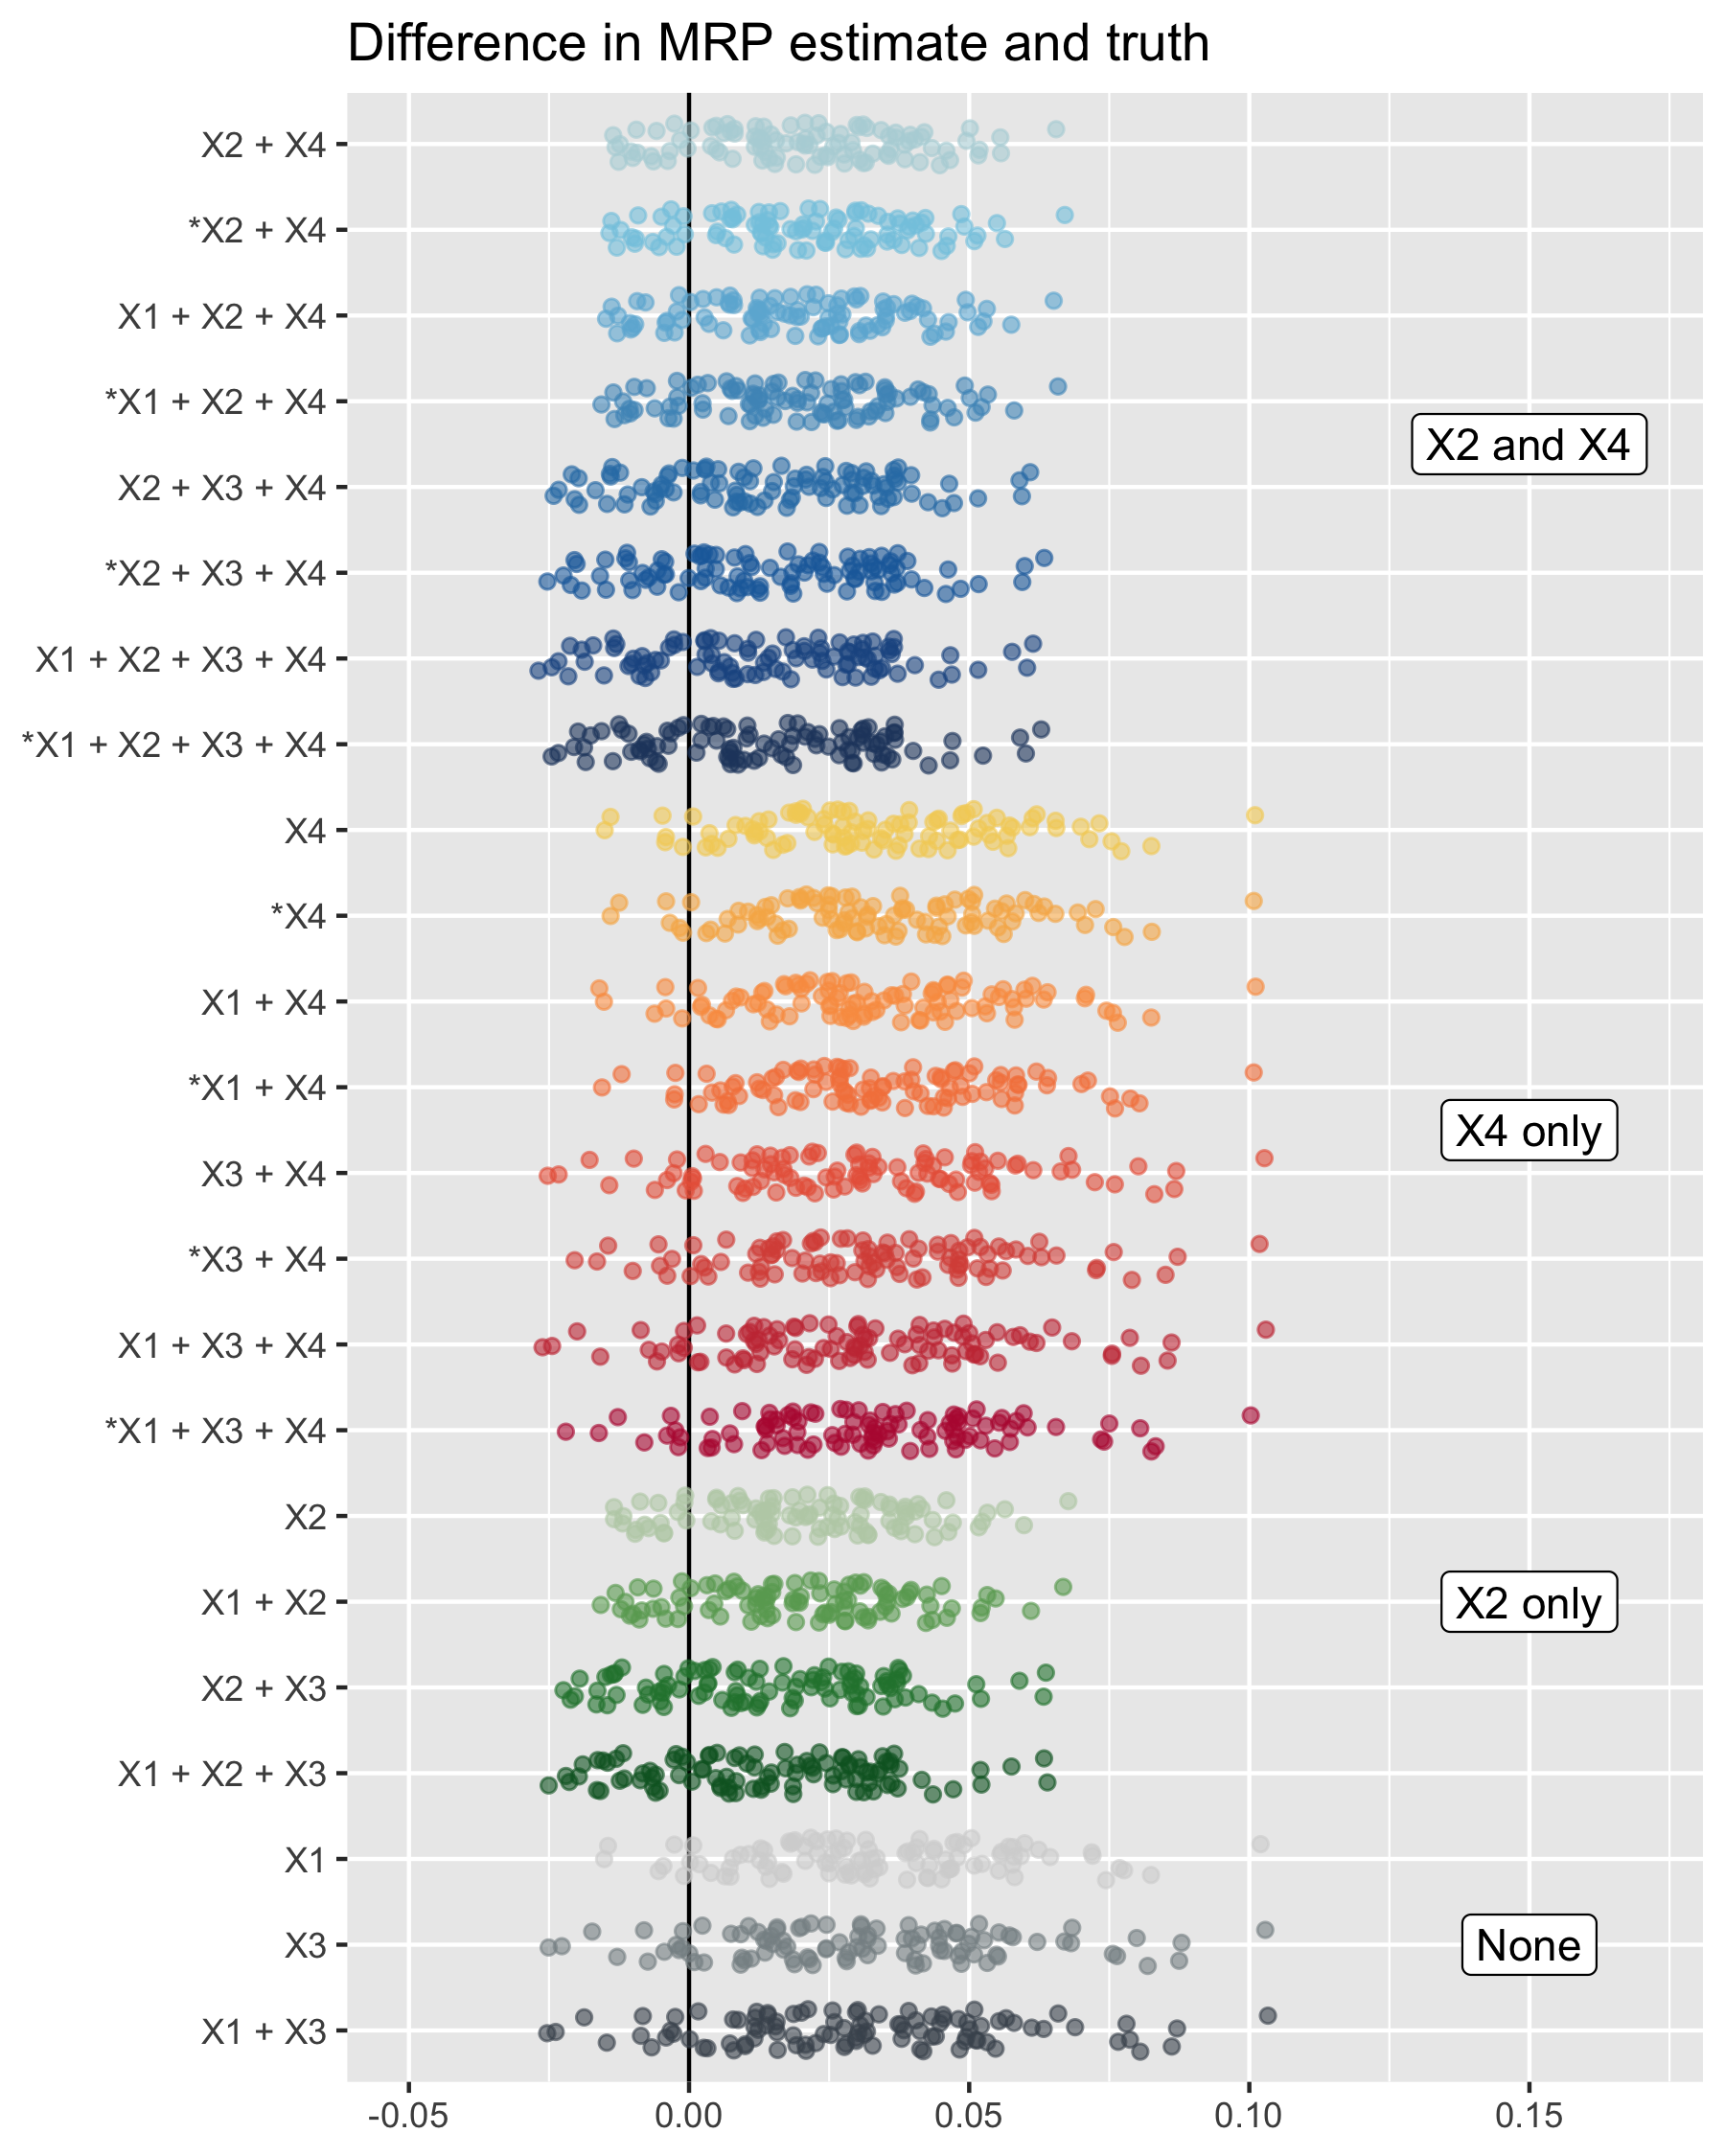 Difference in MRP estimate and truth
X2 + X4
*X2 + X4
X1 + X2 + X4
*X1 + X2 + X4
X2 and X4
X2 + X3 + X4
*X2 + X3 + X4
X1 + X2 + X3 + X4
*X1 + X2 + X3 + X4
X4
*X4
X1 + X4
*X1 + X4
X4 only
X3 + X4
*X3 + X4
X1 + X3 + X4
*X1 + X3 + X4
X2
X1 + X2
X2 only
X2 + X3
X1 + X2 + X3
X1
X3
None
X1 + X3
-0.05 0.00 0.05 0.10 0.15